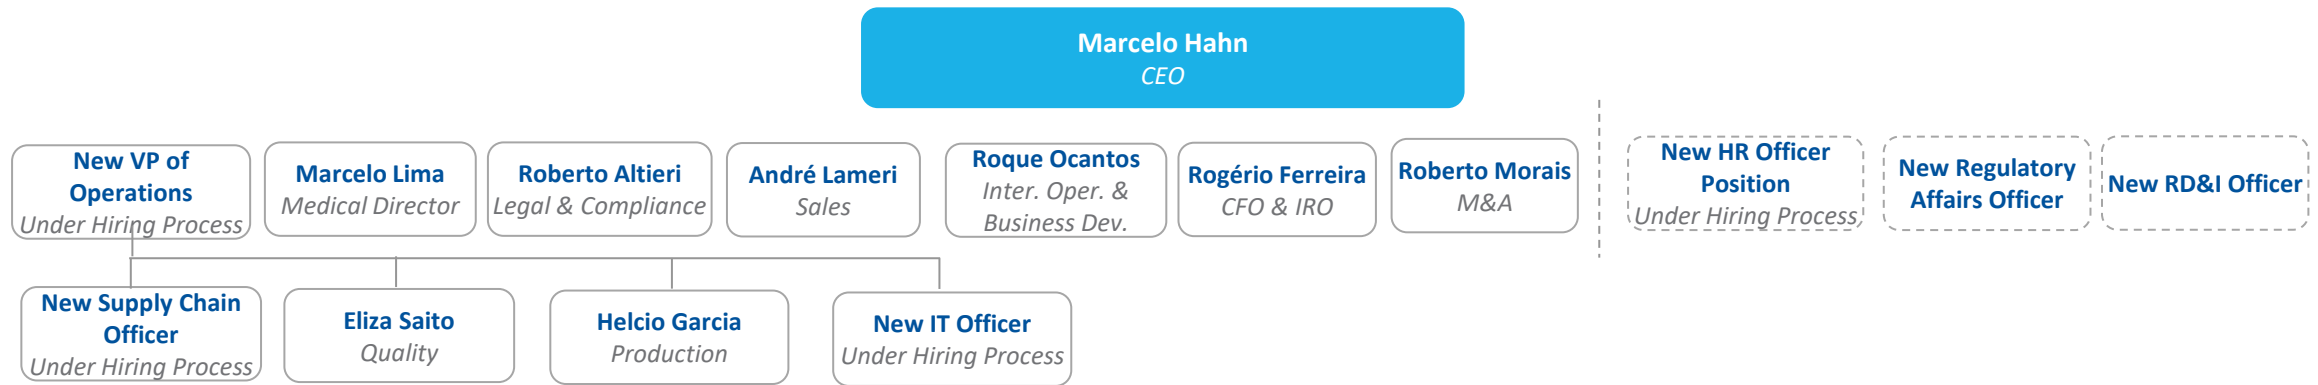 Marcelo Hahn
CEO
New VP of
Operations
Under Hiring Process
Marcelo Lima
Medical Director
Roberto Altieri
Legal & Compliance
André Lameri
Sales
Roque Ocantos
Inter. Oper. &
Business Dev.
Rogério Ferreira
CFO & IRO
Roberto Morais
M&A
New HR Officer
Position
Under Hiring Process
New Regulatory
Affairs Officer
New RD&I Officer
New Supply Chain
Officer
Under Hiring Process
Eliza Saito
Quality
Helcio Garcia
Production
New IT Officer
Under Hiring Process